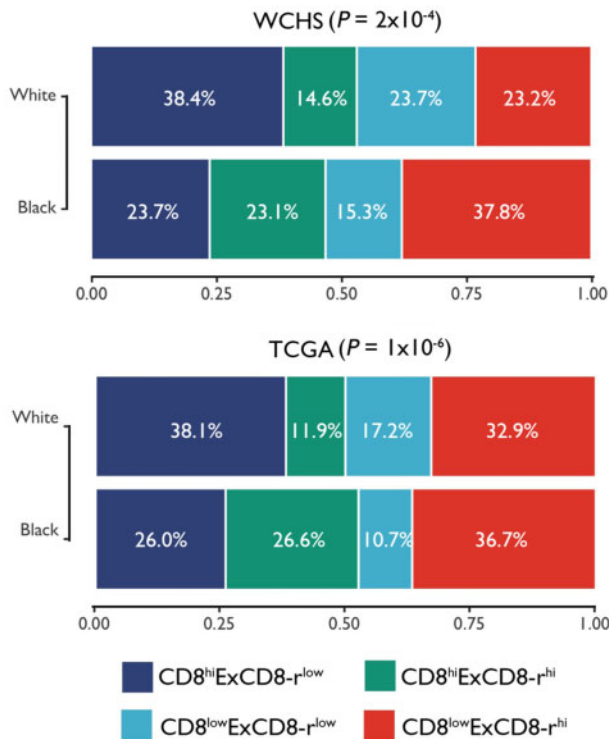 WCHS (P = 2x10⁻⁴)
White 38.4% 14.6% 23.7% 23.2%
Black 23.7% 23.1% 15.3% 37.8%
0.00 0.25 0.50 0.75 1.00
TCGA (P = 1x10⁻⁶)
White 38.1% 11.9% 17.2% 32.9%
Black 26.0% 26.6% 10.7% 36.7%
0.00 0.25 0.50 0.75 1.00
CD8ʰⁱExCD8-rˡᵒʷ CD8ʰⁱExCD8-rʰⁱ
CD8ˡᵒʷExCD8-rˡᵒʷ CD8ˡᵒʷExCD8-rʰⁱ